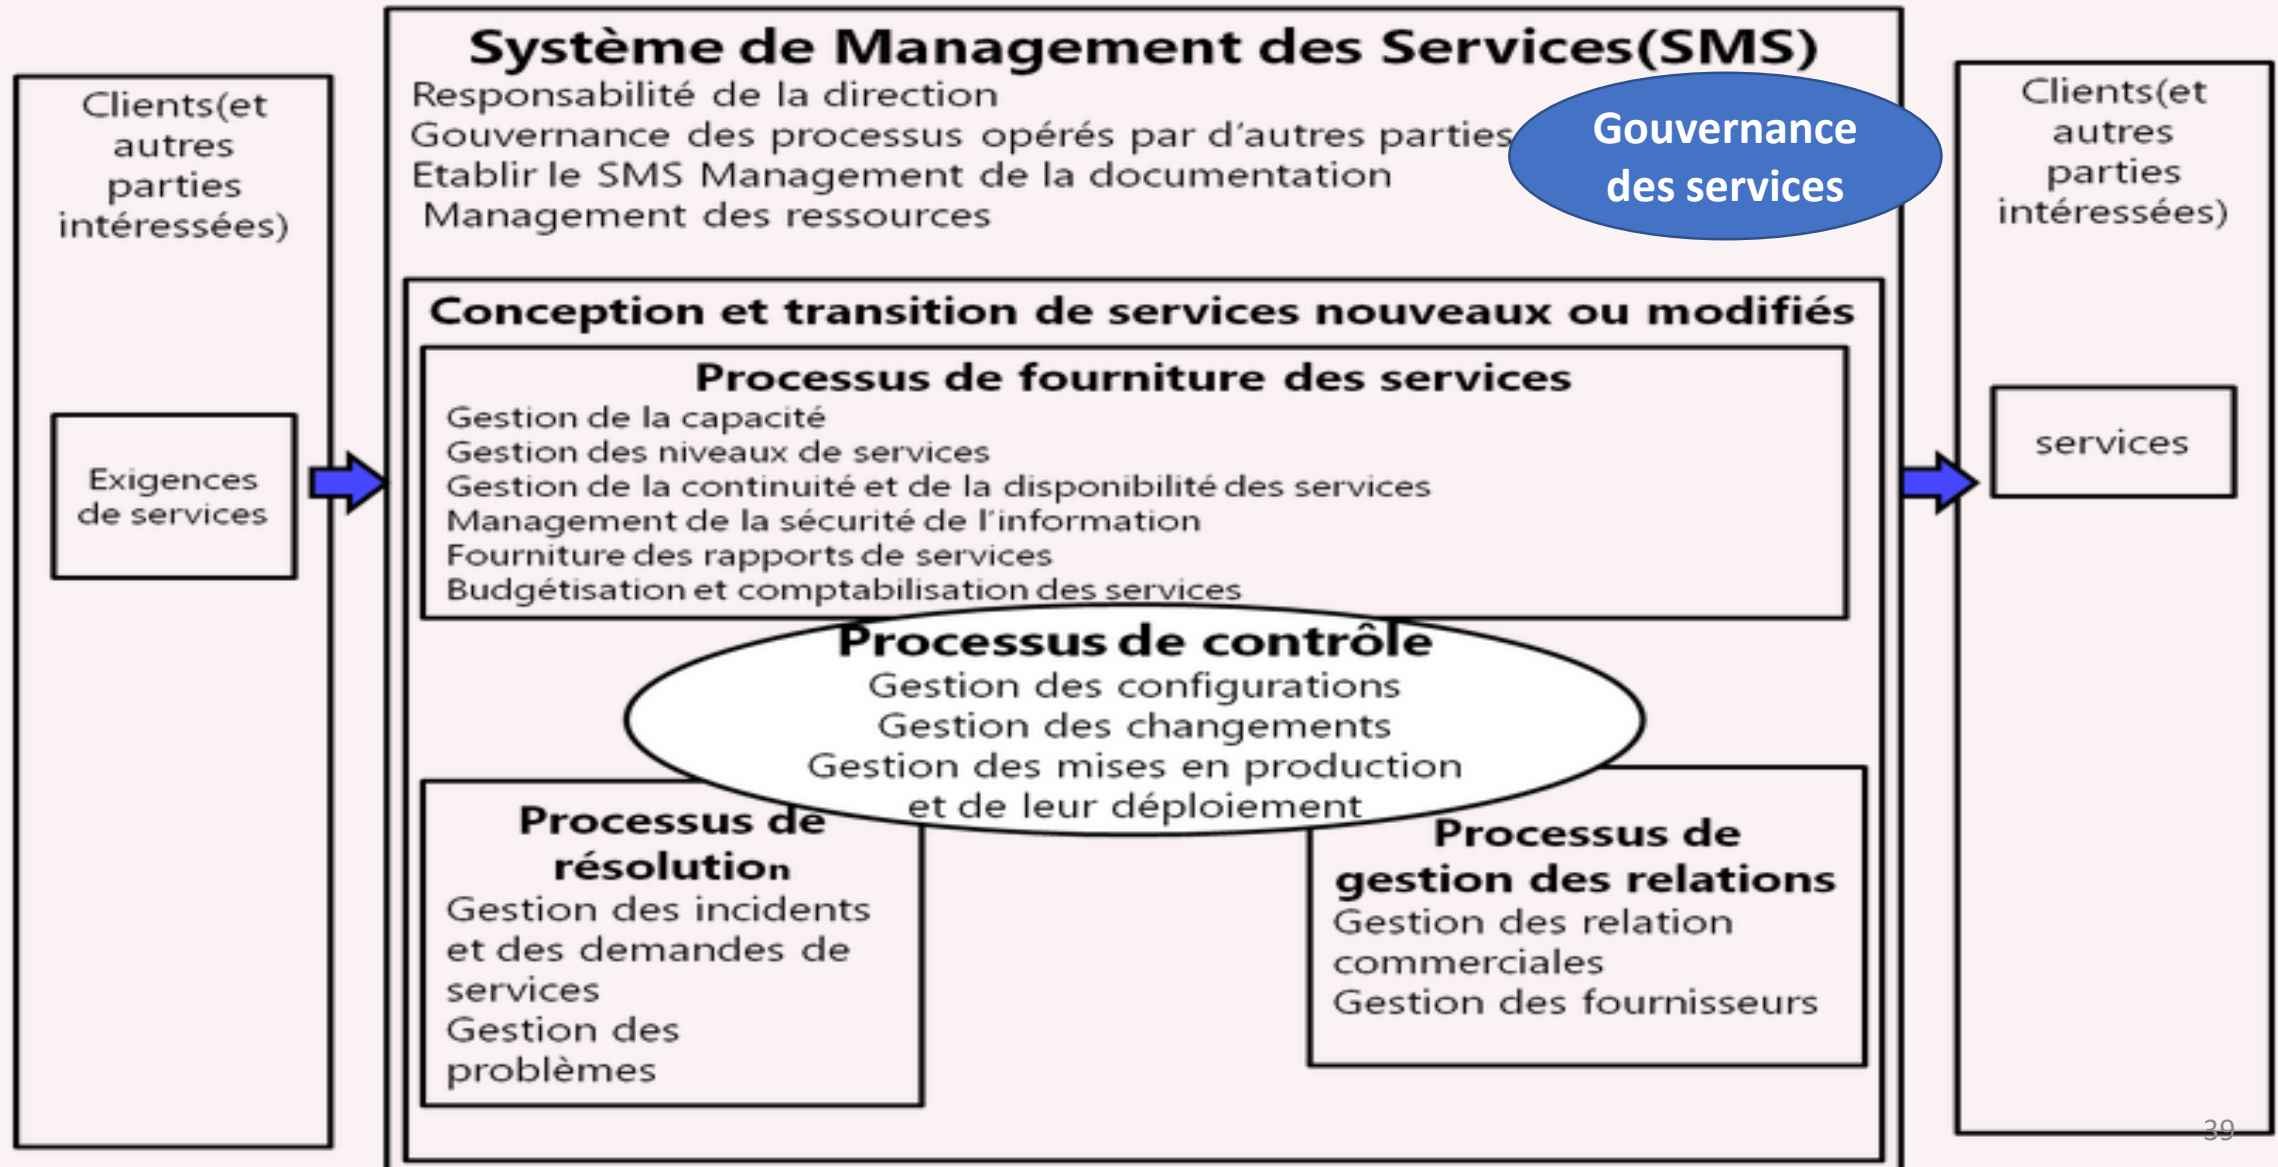 Clients(et
autres
parties
intéressées)
Exigences
de services
Système de Management des Services(SMS)
Responsabilité de la direction
Gouvernance des processus opérés par d'autres parties
Etablir le SMS Management de la documentation
Management des ressources
Gouvernance
des services
Conception et transition de services nouveaux ou modifiés
Processus de fourniture des services
Gestion de la capacité
Gestion des niveaux de services
Gestion de la continuité et de la disponibilité des services
Management de la sécurité de l'information
Fourniture des rapports de services
Budgétisation et comptabilisation des services
Processus de contrôle
Gestion des configurations
Gestion des changements
Gestion des mises en production
et de leur déploiement
Processus de
résolution
Gestion des incidents
et des demandes de
services
Gestion des
problèmes
Processus de
gestion des relations
Gestion des relation
commerciales
Gestion des fournisseurs
Clients(et
autres
parties
intéressées)
services
39